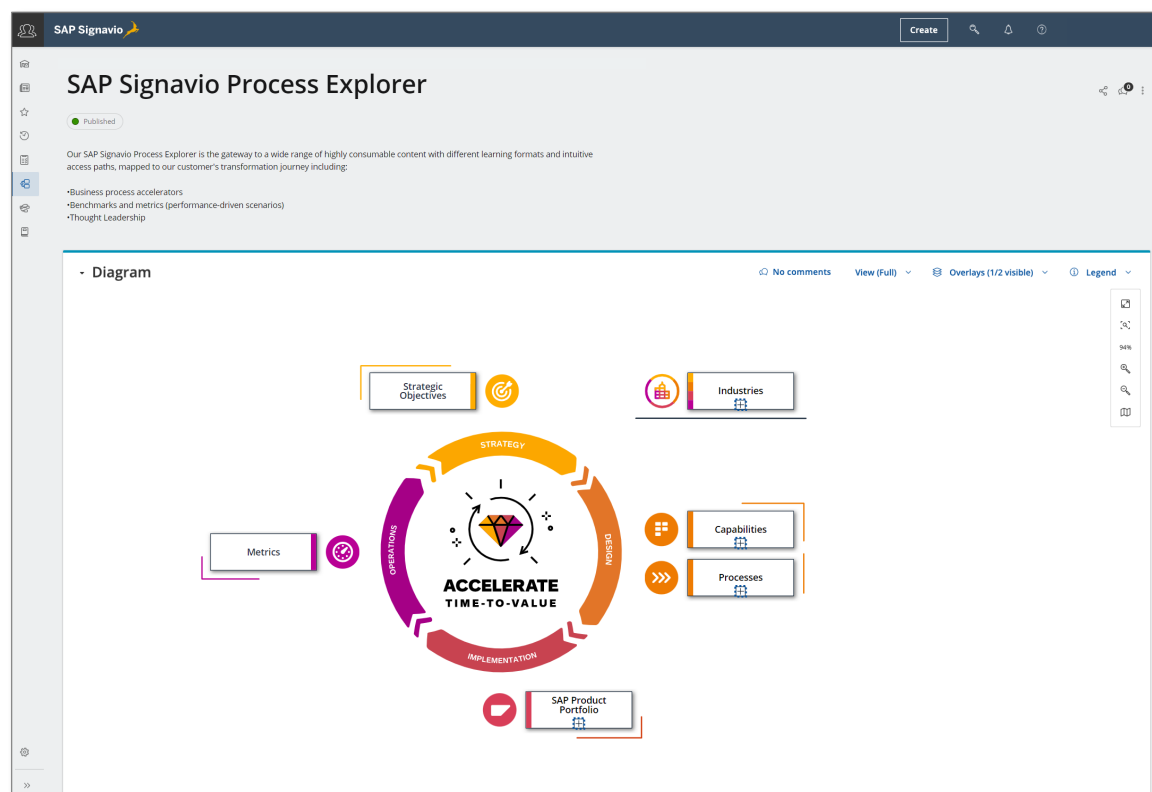 SAP Signavio
Create
SAP Signavio Process Explorer
0
Published
Our SAP Signavio Process Explorer is the gateway to a wide range of highly consumable content with different learning formats and intuitive
access paths, mapped to our customer's transformation journey including:
•Business process accelerators
•Benchmarks and metrics (performance-driven scenarios)
•Thought Leadership
Diagram
No comments
View (Full)
Overlays (1/2 visible)
Legend
94%
Strategic
Objectives
Industries
STRATEGY
OPERATIONS
DESIGN
Capabilities
Metrics
Processes
ACCELERATE
TIME-TO-VALUE
IMPLEMENTATION
SAP Product
Portfolio